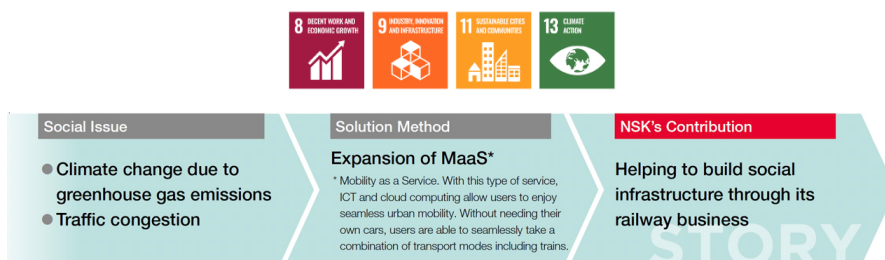 8 DECENT WORK AND
ECONOMIC GROWTH
9 INDUSTRY, INNOVATION
AND INFRASTRUCTURE
11 SUSTAINABLE CITIES
AND COMMUNITIES
13 CLIMATE
ACTION
Social Issue
● Climate change due to
greenhouse gas emissions
● Traffic congestion
Solution Method
Expansion of MaaS*
* Mobility as a Service. With this type of service,
ICT and cloud computing allow users to enjoy
seamless urban mobility. Without needing their
own cars, users are able to seamlessly take a
combination of transport modes including trains.
NSK's Contribution
Helping to build social
infrastructure through its
railway business
STORY